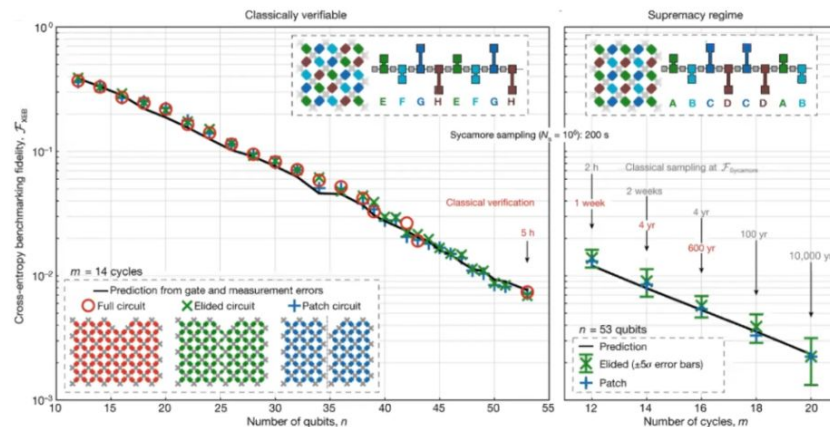 Classically verifiable
Supremacy regime
Cross-entropy benchmarking fidelity, ℱXEB
10⁰
10⁻¹
10⁻²
10⁻³
E F G H E F G H
A B C D C D A B
Sycamore sampling (Nₛ = 10⁶): 200 s
Classical verification
5 h
m = 14 cycles
Prediction from gate and measurement errors
Full circuit
Elided circuit
Patch circuit
10 15 20 25 30 35 40 45 50 55
Number of qubits, n
Classical sampling at ℱSycamore
2 h
1 week
2 weeks
4 yr
4 yr
600 yr
100 yr
10,000 yr
n = 53 qubits
Prediction
Elided (±5σ error bars)
Patch
12 14 16 18 20
Number of cycles, m